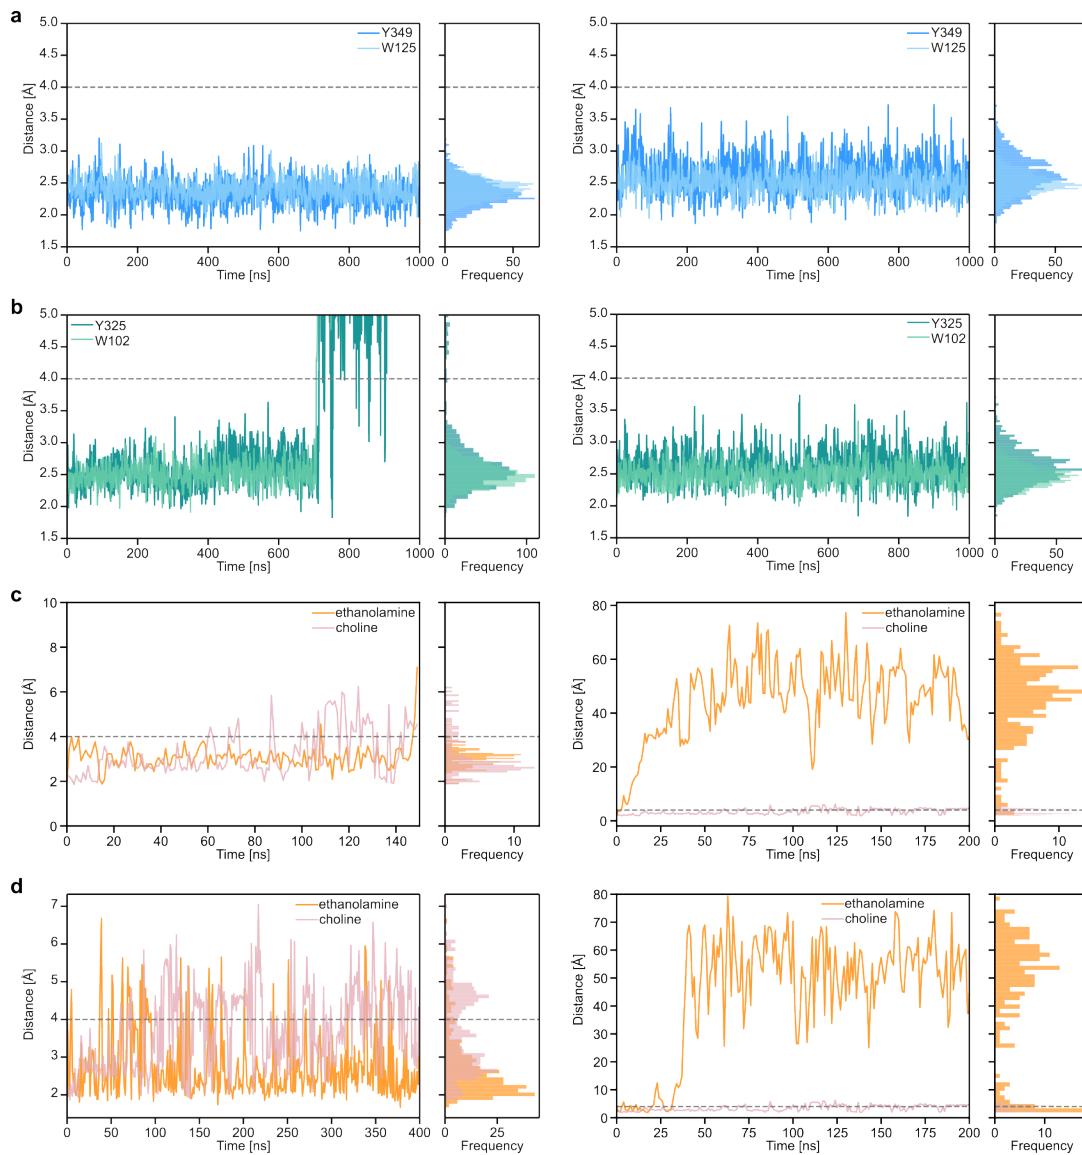 a
5.0
4.5
4.0
3.5
3.0
2.5
2.0
1.5
Distance [Å]
0 200 400 600 800 1000
Time [ns]
Y349
W125
0 50
Frequency
5.0
4.5
4.0
3.5
3.0
2.5
2.0
1.5
Distance [Å]
0 200 400 600 800 1000
Time [ns]
Y349
W125
0 50
Frequency
b
5.0
4.5
4.0
3.5
3.0
2.5
2.0
1.5
Distance [Å]
0 200 400 600 800 1000
Time [ns]
Y325
W102
0 100
Frequency
5.0
4.5
4.0
3.5
3.0
2.5
2.0
1.5
Distance [Å]
0 200 400 600 800 1000
Time [ns]
Y325
W102
0 50
Frequency
c
10
8
6
4
2
0
Distance [Å]
0 20 40 60 80 100 120 140
Time [ns]
ethanolamine
choline
0 10
Frequency
80
60
40
20
0
Distance [Å]
0 25 50 75 100 125 150 175 200
Time [ns]
ethanolamine
choline
0 10
Frequency
d
7
6
5
4
3
2
Distance [Å]
0 50 100 150 200 250 300 350 400
Time [ns]
ethanolamine
choline
0 25
Frequency
80
70
60
50
40
30
20
10
0
Distance [Å]
0 25 50 75 100 125 150 175 200
Time [ns]
ethanolamine
choline
0 10
Frequency